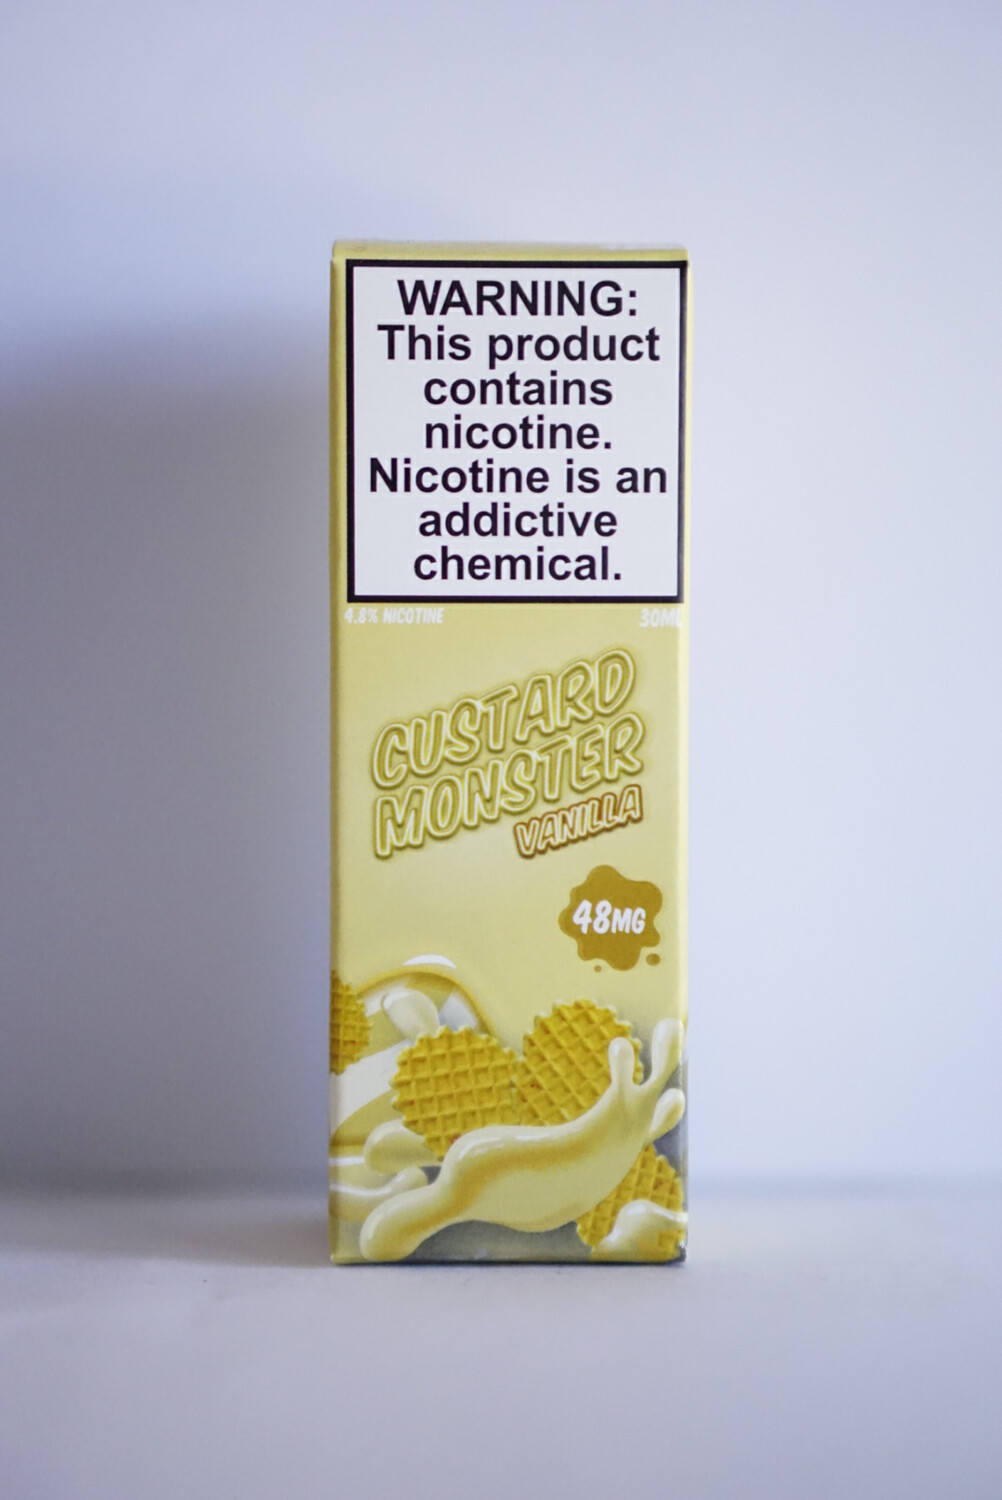 WARNING:
This product
contains
nicotine.
Nicotine is an
addictive
chemical.
4.8% NICOTINE 30ML
CUSTARD
MONSTER
VANILLA
48MG